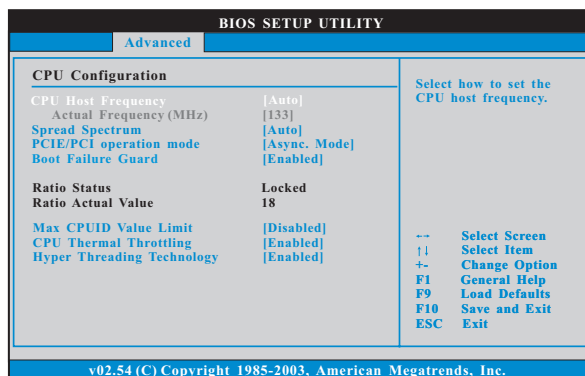 BIOS SETUP UTILITY
Advanced
CPU Configuration
CPU Host Frequency [Auto]
Actual Frequency (MHz) [133]
Spread Spectrum [Auto]
PCIE/PCI operation mode [Async. Mode]
Boot Failure Guard [Enabled]
Ratio Status Locked
Ratio Actual Value 18
Max CPUID Value Limit [Disabled]
CPU Thermal Throttling [Enabled]
Hyper Threading Technology [Enabled]
Select how to set the
CPU host frequency.
←→ Select Screen
↑↓ Select Item
+- Change Option
F1 General Help
F9 Load Defaults
F10 Save and Exit
ESC Exit
v02.54 (C) Copyright 1985-2003, American Megatrends, Inc.